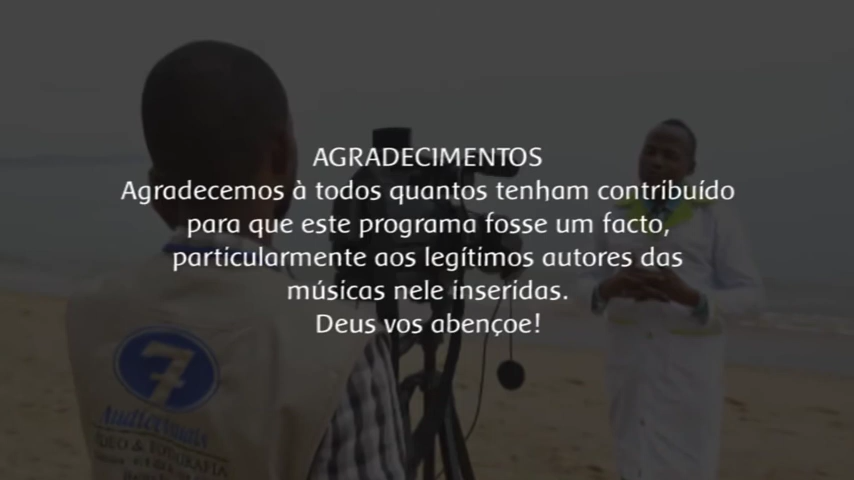 AGRADECIMENTOS
Agradecemos à todos quantos tenham contribuído
para que este programa fosse um facto,
particularmente aos legítimos autores das
músicas nele inseridas.
Deus vos abençoe!
7